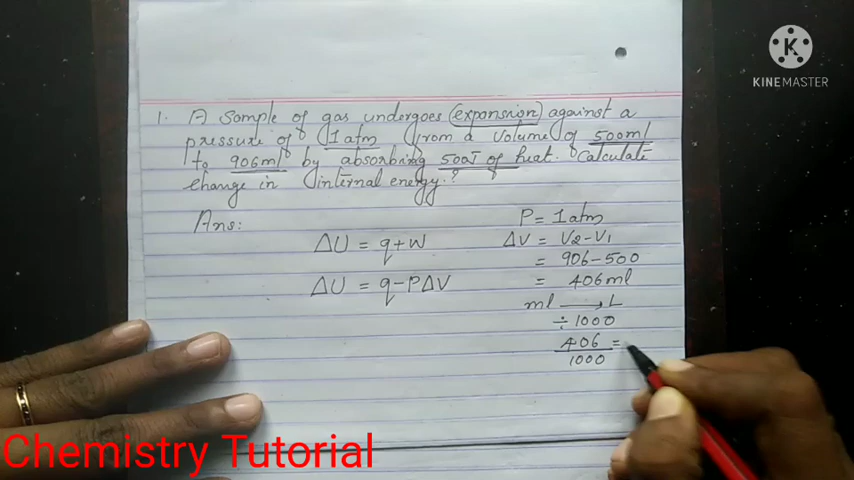 KINEMASTER
1. A sample of gas undergoes (expansion) against a
pressure of 1 atm from a volume of 500ml
to 906ml by absorbing 500J of heat. Calculate
change in internal energy.?
Ans:
P = 1 atm
ΔU = q+w
ΔV = V2-V1
= 906-500
ΔU = q-PΔV
= 406ml
ml → L
÷ 1000
406 =
1000
Chemistry Tutorial